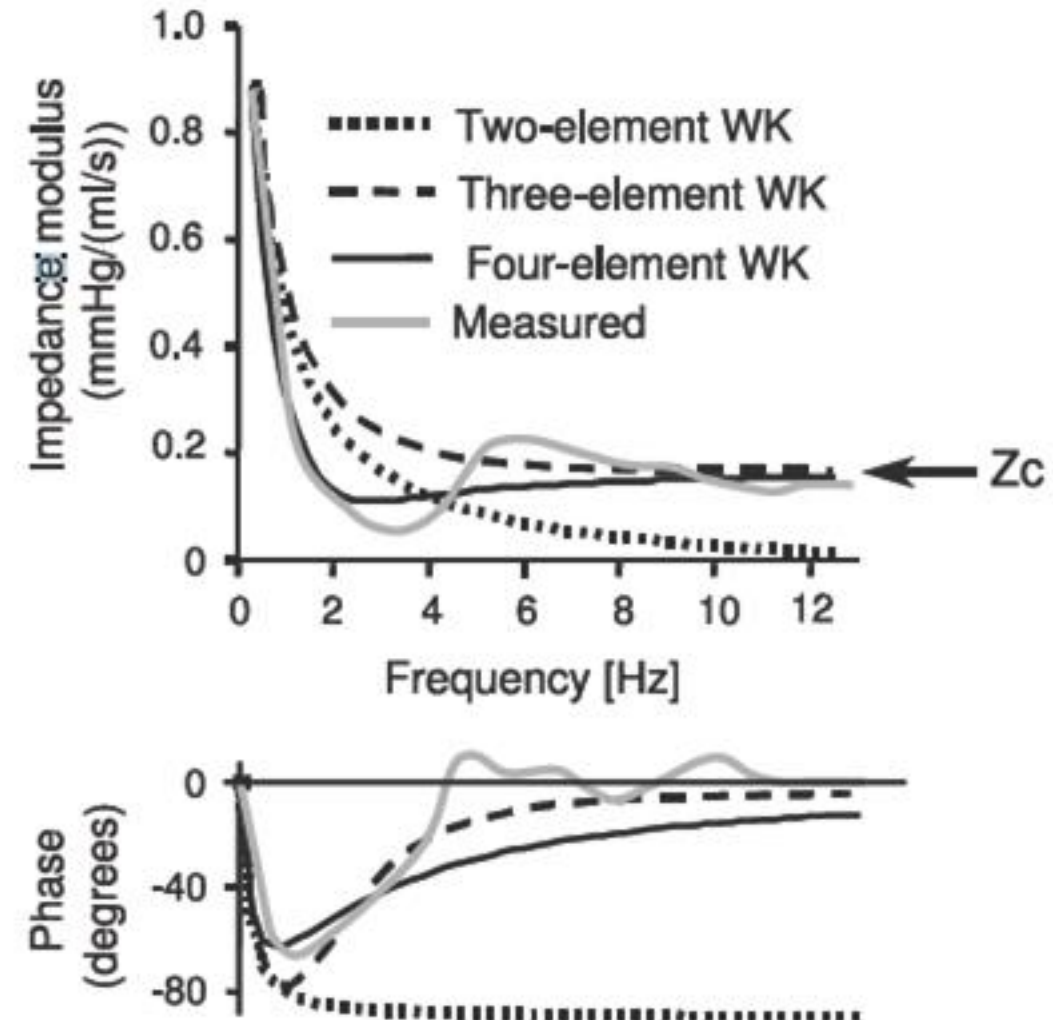 1.0
0.8
0.6
0.4
0.2
0
Impedance modulus
(mmHg/(ml/s))
Two-element WK
Three-element WK
Four-element WK
Measured
Zc
0 2 4 6 8 10 12
Frequency [Hz]
0
-40
-80
Phase
(degrees)